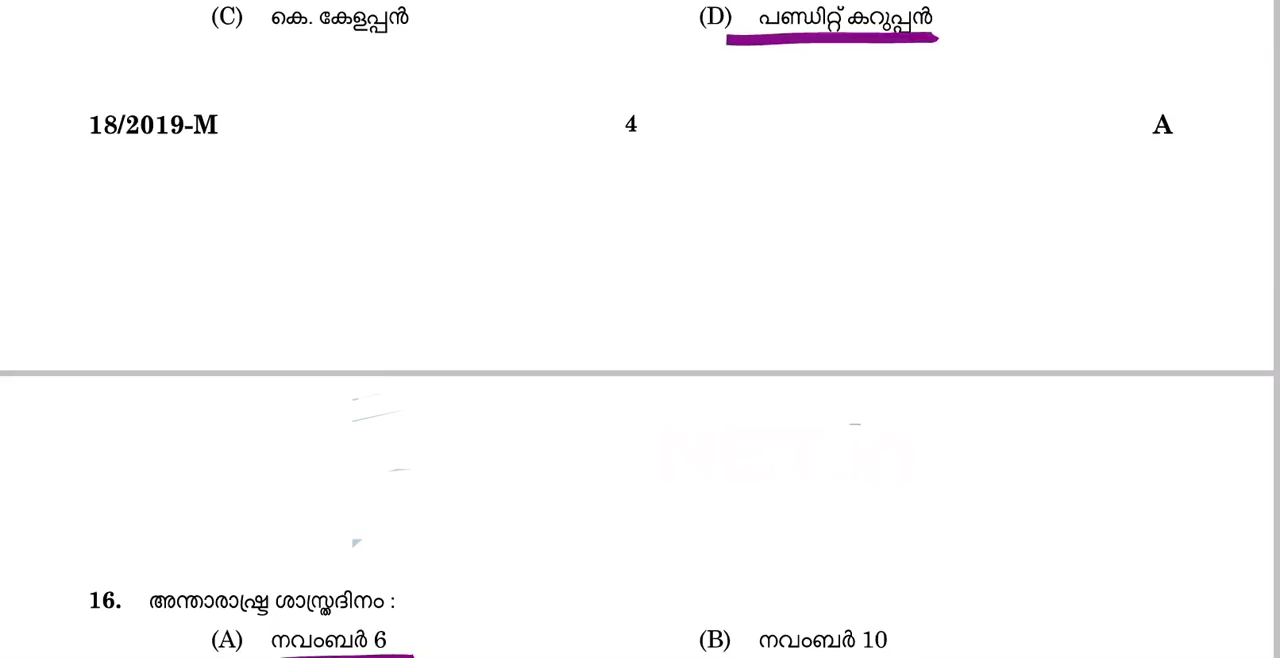 (C) കെ. കേളപ്പൻ (D) പണ്ഡിറ്റ് കറുപ്പൻ
18/2019-M 4 A
16. അന്താരാഷ്ട്ര ശാസ്ത്രദിനം :
(A) നവംബർ 6 (B) നവംബർ 10